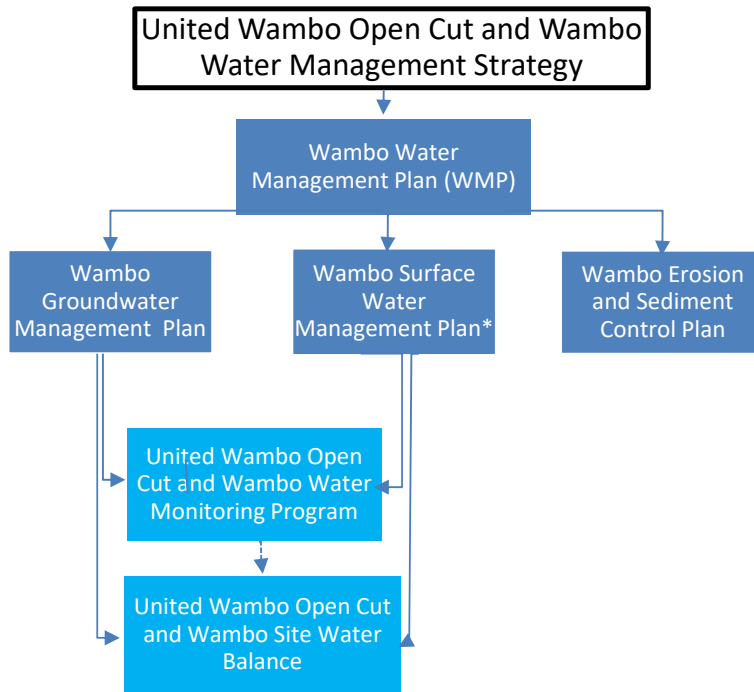 United Wambo Open Cut and Wambo
Water Management Strategy
Wambo Water
Management Plan (WMP)
Wambo
Groundwater
Management Plan
Wambo Surface
Water
Management Plan*
Wambo Erosion
and Sediment
Control Plan
United Wambo Open
Cut and Wambo Water
Monitoring Program
United Wambo Open Cut
and Wambo Site Water
Balance